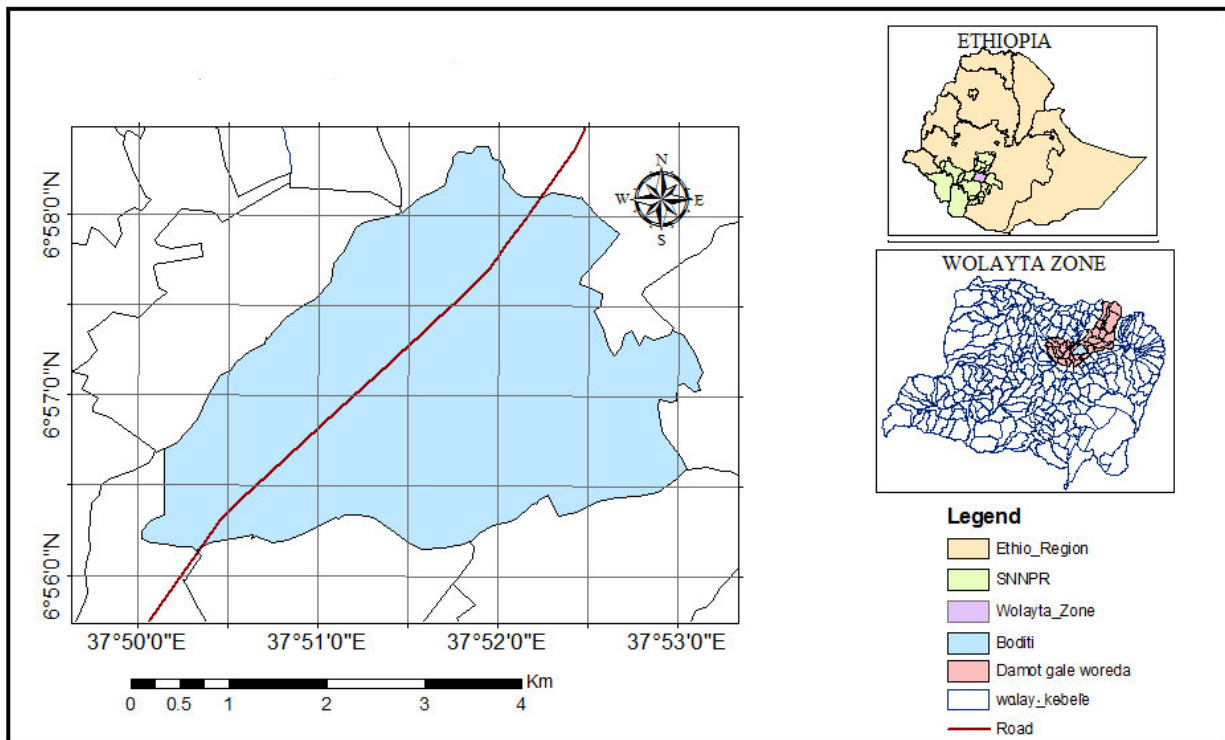 ETHIOPIA
N
W E
S
6°58'0"N
6°57'0"N
6°56'0"N
37°50'0"E 37°51'0"E 37°52'0"E 37°53'0"E
Km
0 0.5 1 2 3 4
WOLAYTA ZONE
Legend
Ethio_Region
SNNPR
Wolayta_Zone
Boditi
Damot gale woreda
walay_kebele
Road